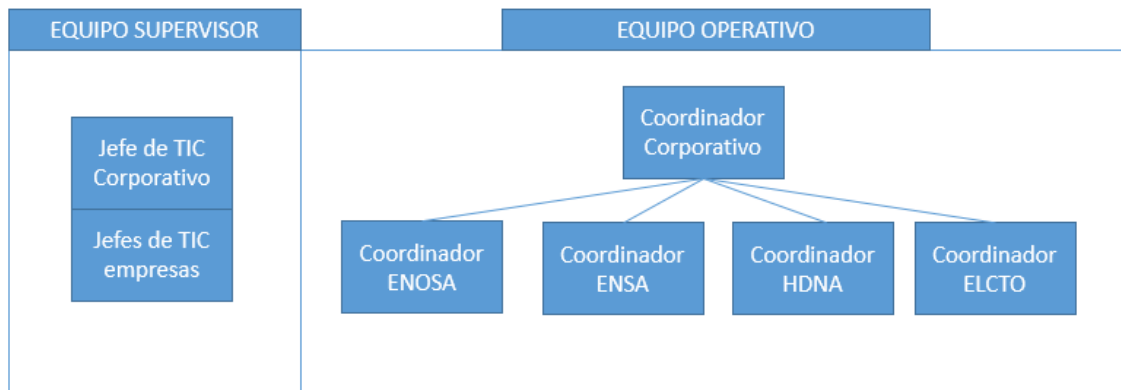 EQUIPO SUPERVISOR
EQUIPO OPERATIVO
Jefe de TIC
Corporativo
Jefes de TIC
empresas
Coordinador
Corporativo
Coordinador
ENOSA
Coordinador
ENSA
Coordinador
HDNA
Coordinador
ELCTO